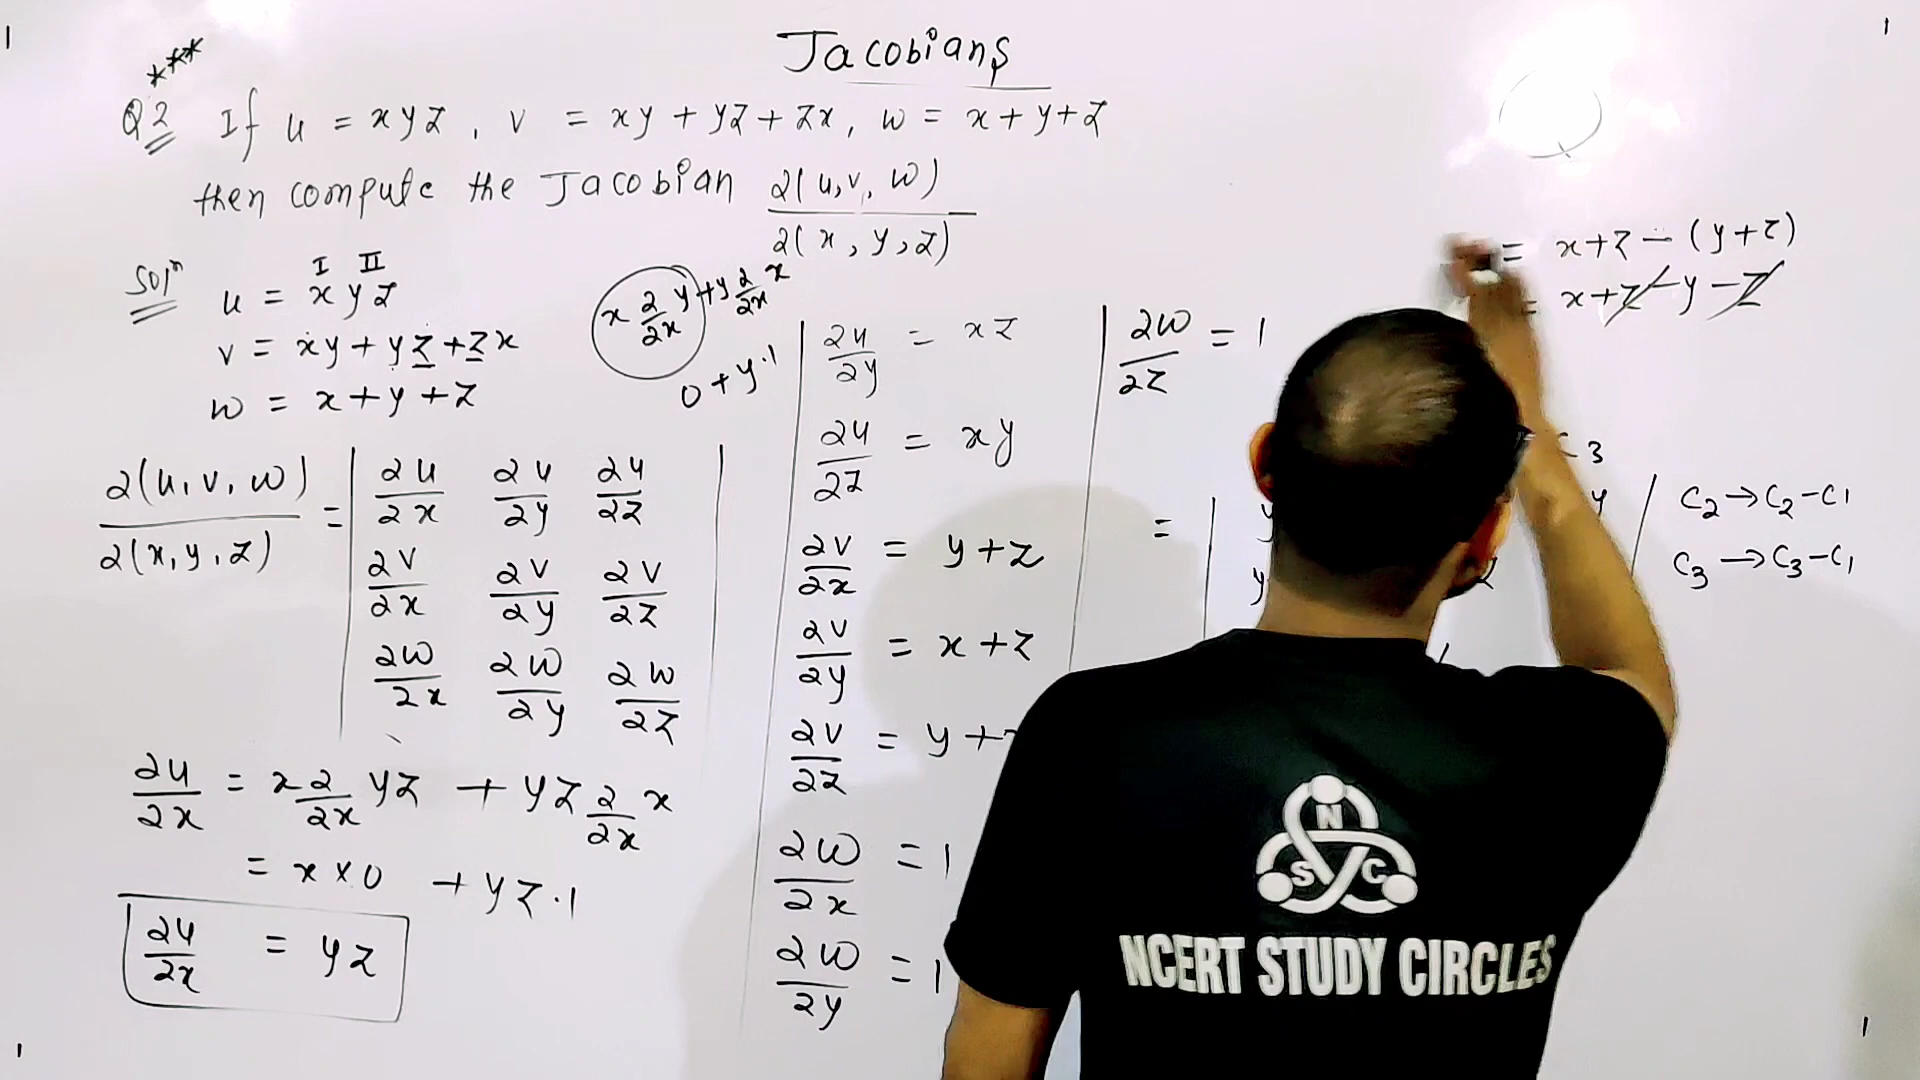 Jacobians
***
Q2 If u = xyz, v = xy + yz + zx, w = x+y+z
then compute the Jacobian ∂(u,v,w)/∂(x,y,z)
Solⁿ
I II
u = xyz
v = xy + yz + zx
w = x + y + z
x ∂/∂x y + y ∂/∂x x
0 + y·1
∂(u,v,w)/∂(x,y,z) = | ∂u/∂x ∂u/∂y ∂u/∂z |
| ∂v/∂x ∂v/∂y ∂v/∂z |
| ∂w/∂x ∂w/∂y ∂w/∂z |
∂u/∂x = x ∂/∂x yz + yz ∂/∂x x
= x×0 + yz·1
∂u/∂x = yz
∂u/∂y = xz
∂u/∂z = xy
∂v/∂x = y+z
∂v/∂y = x+z
∂v/∂z = y+
∂w/∂x = 1
∂w/∂y = 1
∂w/∂z = 1
= x+z-(y+z)
= x+z-y-z
3
= |
C2→C2-C1
C3→C3-C1
N
S C
NCERT STUDY CIRCLES